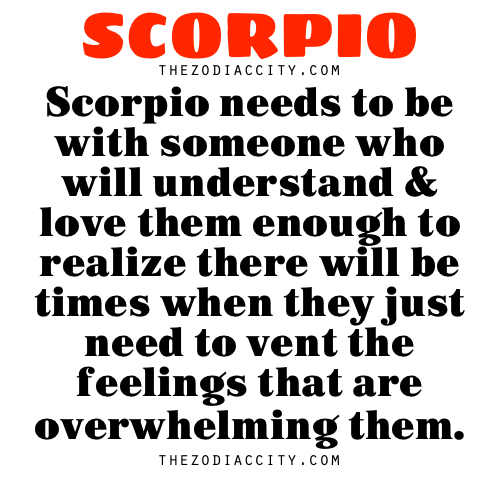 SCORPIO
THEZODIACCITY.COM
Scorpio needs to be
with someone who
will understand &
love them enough to
realize there will be
times when they just
need to vent the
feelings that are
overwhelming them.
THEZODIACCITY.COM